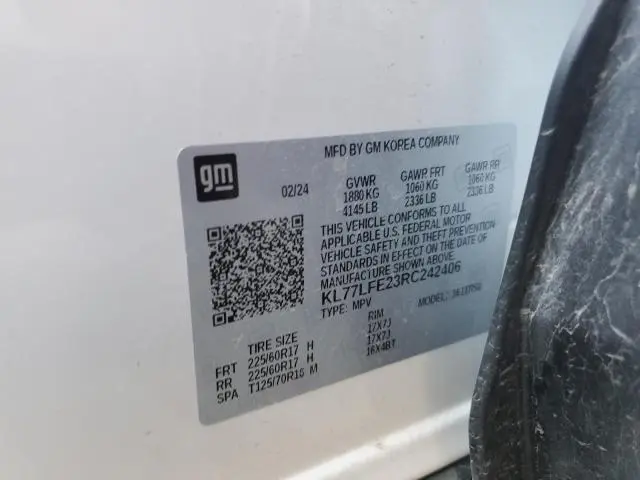 gm
MFD BY GM KOREA COMPANY
02/24
GVWR GAWR FRT GAWR RR
1880 KG 1060 KG 1060 KG
4145 LB 2336 LB 2336 LB
THIS VEHICLE CONFORMS TO ALL
APPLICABLE U.S. FEDERAL MOTOR
VEHICLE SAFETY AND THEFT PREVENTION
STANDARDS IN EFFECT ON THE DATE OF
MANUFACTURE SHOWN ABOVE.
KL77LFE23RC242406
TYPE: MPV MODEL:
TIRE SIZE RIM
FRT 225/60R17 H 17X7J
RR 225/60R17 H 17X7J
SPA T125/70R16 M 16X4BT